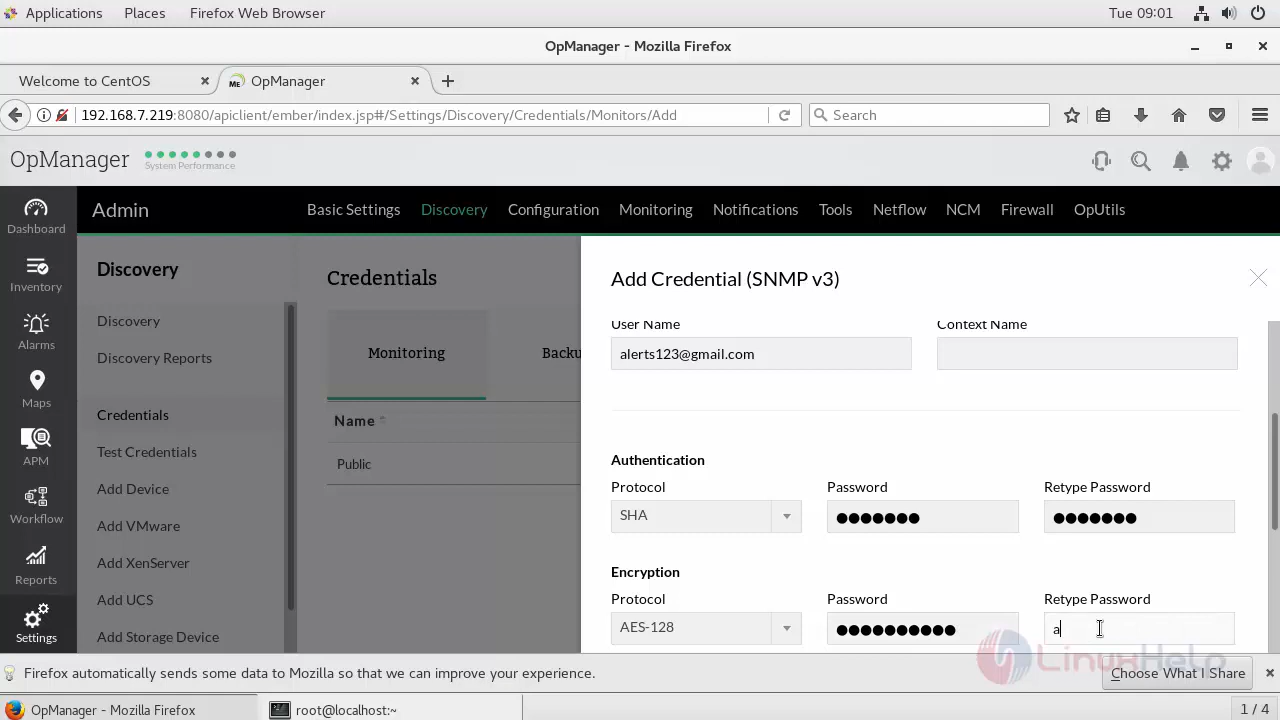 Applications Places Firefox Web Browser Tue 09:01
OpManager - Mozilla Firefox
Welcome to CentOS OpManager
192.168.7.219:8080/apiclient/ember/index.jsp#/Settings/Discovery/Credentials/Monitors/Add Search
OpManager
System Performance
Admin Basic Settings Discovery Configuration Monitoring Notifications Tools Netflow NCM Firewall OpUtils
Dashboard
Inventory
Alarms
Maps
APM
Workflow
Reports
Settings
Discovery
Discovery
Discovery Reports
Credentials
Test Credentials
Add Device
Add VMware
Add XenServer
Add UCS
Add Storage Device
Credentials
Monitoring Backu
Name
Public
Add Credential (SNMP v3)
User Name Context Name
alerts123@gmail.com
Authentication
Protocol Password Retype Password
SHA ●●●●●●● ●●●●●●●
Encryption
Protocol Password Retype Password
AES-128 ●●●●●●●●●● a
LinuxHelp
Firefox automatically sends some data to Mozilla so that we can improve your experience. Choose What I Share
OpManager - Mozilla Firefox root@localhost:~ 1 / 4